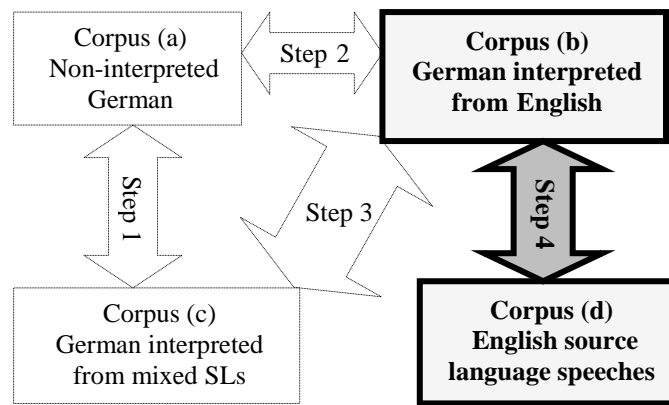 Corpus (a)
Non-interpreted
German
Step 2
Corpus (b)
German interpreted
from English
Step 1
Step 3
Step 4
Corpus (c)
German interpreted
from mixed SLs
Corpus (d)
English source
language speeches